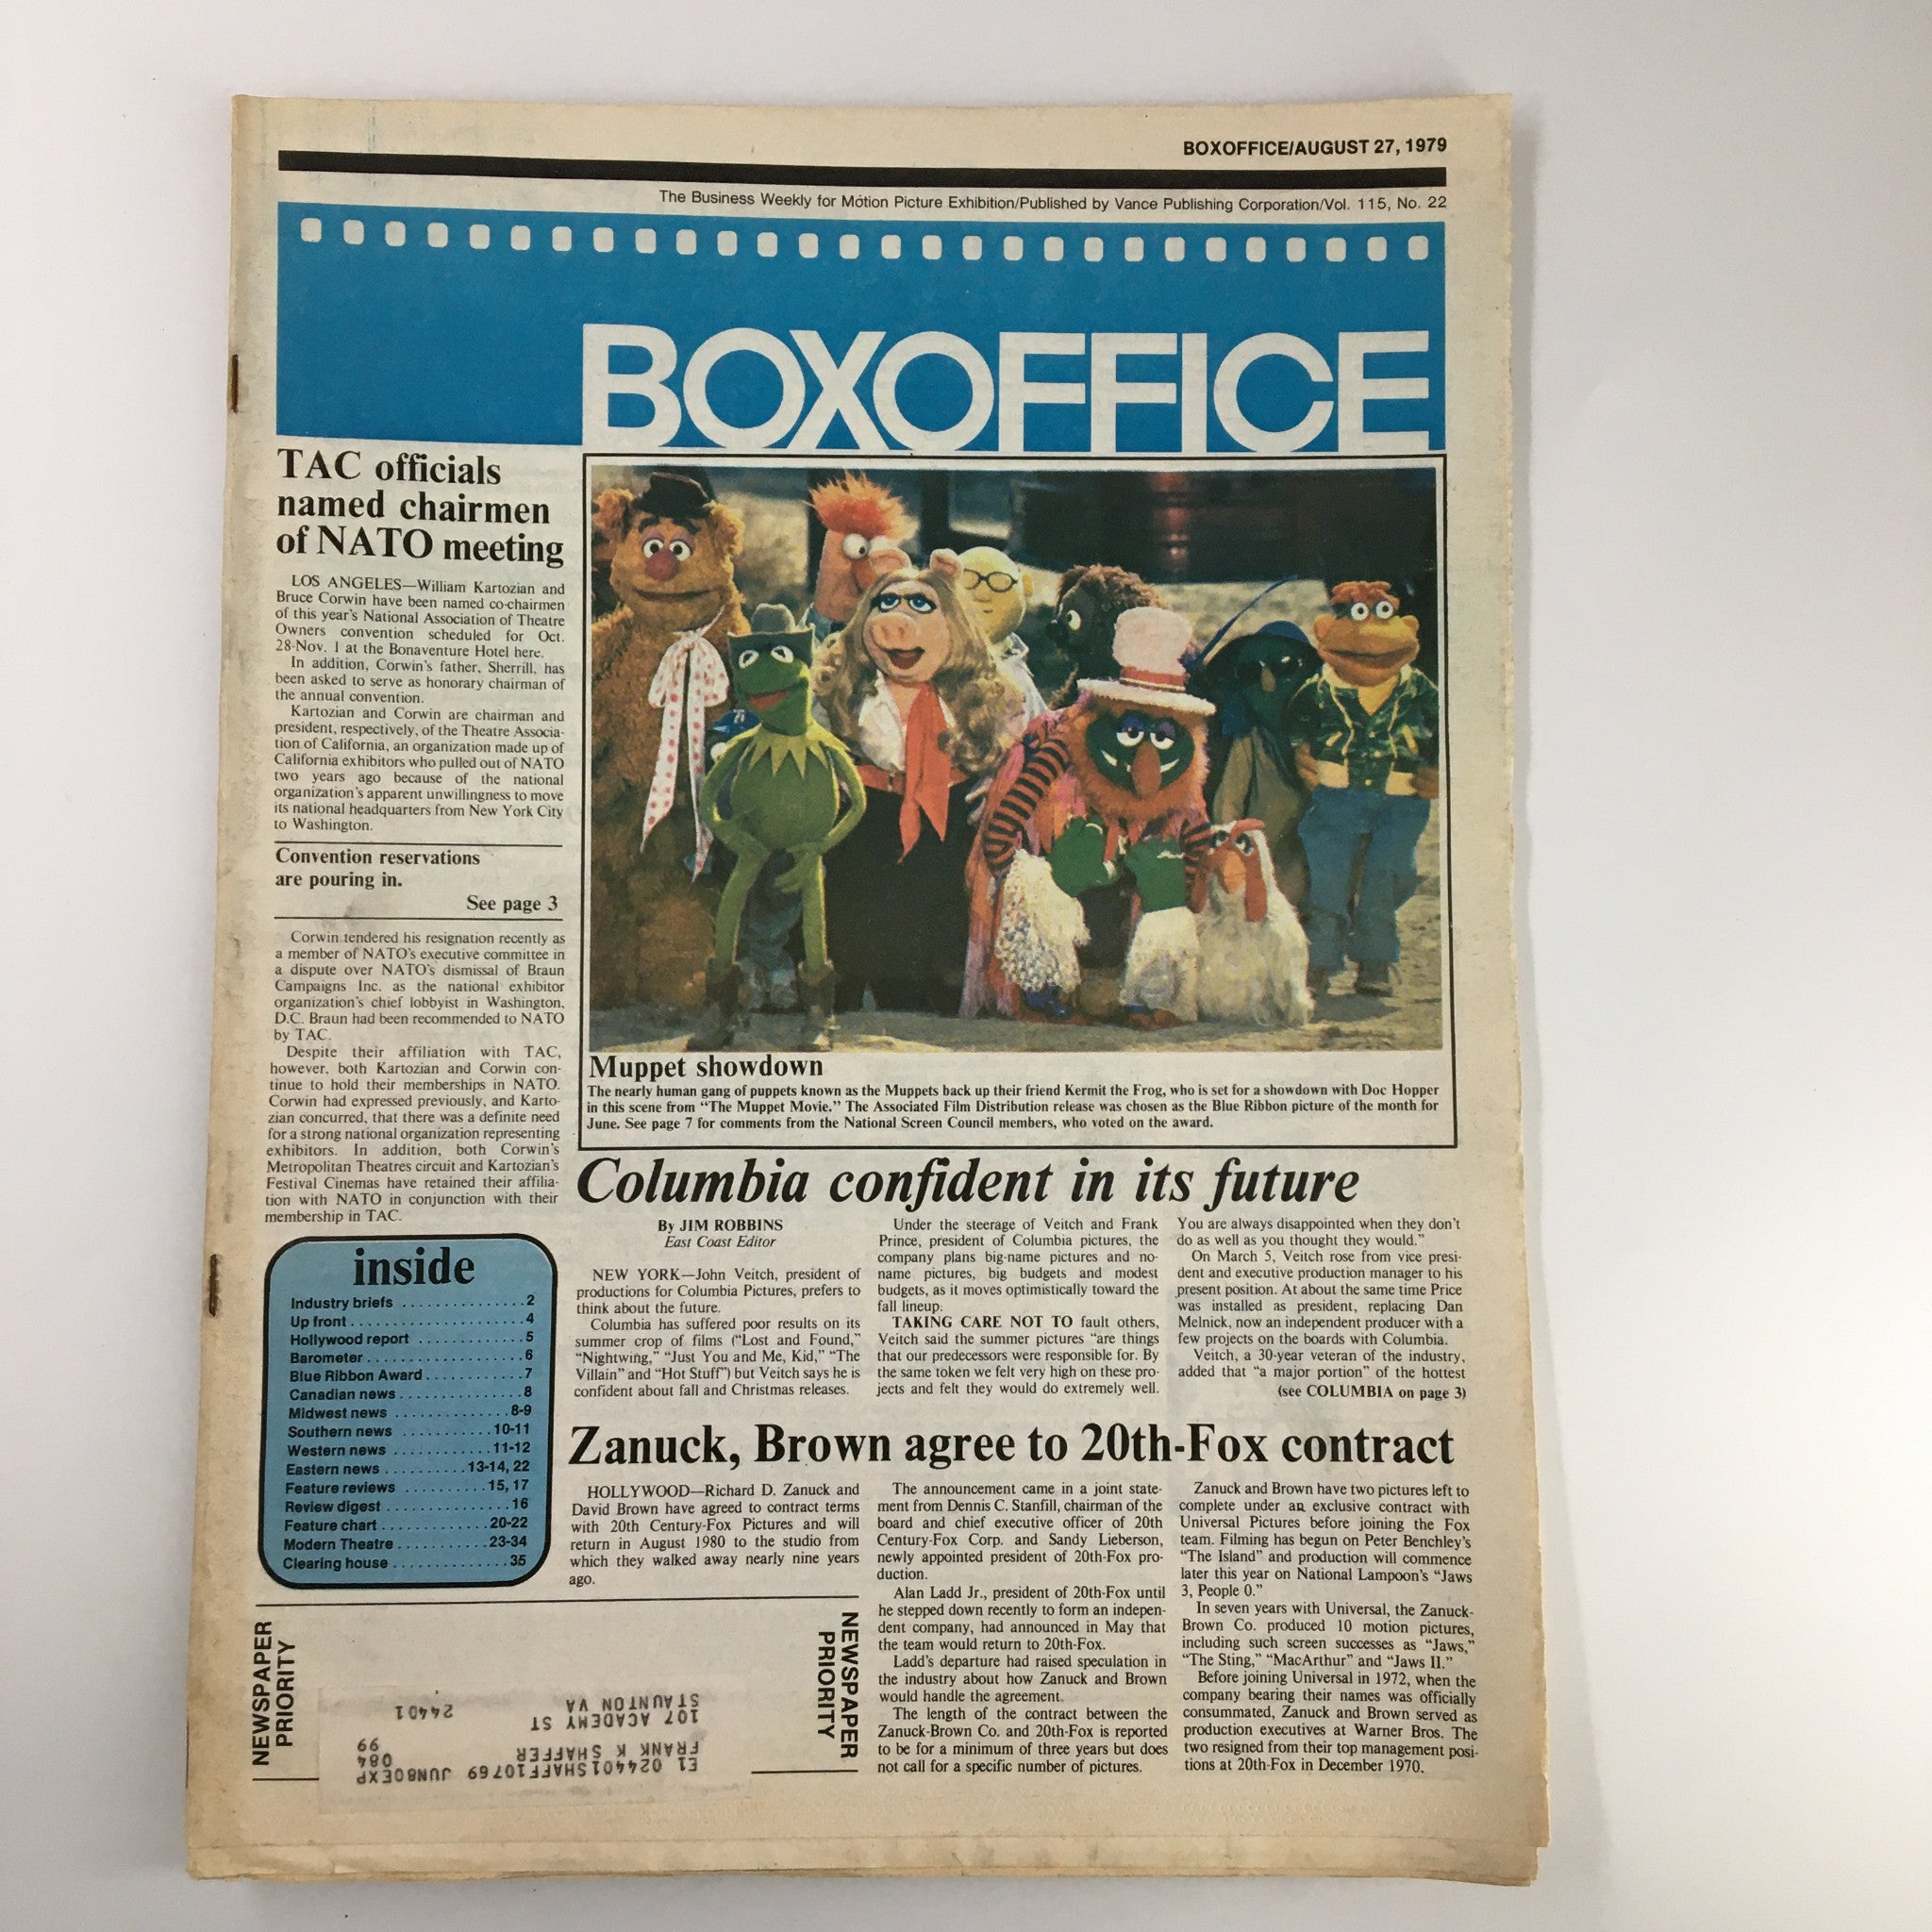 BOXOFFICE/AUGUST 27, 1979
The Business Weekly for Motion Picture Exhibition/Published by Vance Publishing Corporation/Vol. 115, No. 22
BOXOFFICE
TAC officials
named chairmen
of NATO meeting
LOS ANGELES—William Kartozian and
Bruce Corwin have been named co-chairmen
of this year's National Association of Theatre
Owners convention scheduled for Oct.
28-Nov. 1 at the Bonaventure Hotel here.
In addition, Corwin's father, Sherrill, has
been asked to serve as honorary chairman of
the annual convention.
Kartozian and Corwin are chairman and
president, respectively, of the Theatre Associa-
tion of California, an organization made up of
California exhibitors who pulled out of NATO
two years ago because of the national
organization's apparent unwillingness to move
its national headquarters from New York City
to Washington.
Convention reservations
are pouring in.
See page 3
Corwin tendered his resignation recently as
a member of NATO's executive committee in
a dispute over NATO's dismissal of Braun
Campaigns Inc. as the national exhibitor
organization's chief lobbyist in Washington,
D.C. Braun had been recommended to NATO
by TAC.
Despite their affiliation with TAC,
however, both Kartozian and Corwin con-
tinue to hold their memberships in NATO.
Corwin had expressed previously, and Karto-
zian concurred, that there was a definite need
for a strong national organization representing
exhibitors. In addition, both Corwin's
Metropolitan Theatres circuit and Kartozian's
Festival Cinemas have retained their affilia-
tion with NATO in conjunction with their
membership in TAC.
Muppet showdown
The nearly human gang of puppets known as the Muppets back up their friend Kermit the Frog, who is set for a showdown with Doc Hopper
in this scene from "The Muppet Movie." The Associated Film Distribution release was chosen as the Blue Ribbon picture of the month for
June. See page 7 for comments from the National Screen Council members, who voted on the award.
Columbia confident in its future
By JIM ROBBINS
East Coast Editor
NEW YORK—John Veitch, president of
productions for Columbia Pictures, prefers to
think about the future.
Columbia has suffered poor results on its
summer crop of films ("Lost and Found,"
"Nightwing," "Just You and Me, Kid," "The
Villain" and "Hot Stuff") but Veitch says he is
confident about fall and Christmas releases.
Under the steerage of Veitch and Frank
Prince, president of Columbia pictures, the
company plans big-name pictures and no-
name pictures, big budgets and modest
budgets, as it moves optimistically toward the
fall lineup.
TAKING CARE NOT TO fault others,
Veitch said the summer pictures "are things
that our predecessors were responsible for. By
the same token we felt very high on these pro-
jects and felt they would do extremely well.
You are always disappointed when they don't
do as well as you thought they would."
On March 5, Veitch rose from vice presi-
dent and executive production manager to his
present position. At about the same time Price
was installed as president, replacing Dan
Melnick, now an independent producer with a
few projects on the boards with Columbia.
Veitch, a 30-year veteran of the industry,
added that "a major portion" of the hottest
(see COLUMBIA on page 3)
inside
Industry briefs ............... 2
Up front ............... 4
Hollywood report ............... 5
Barometer ............... 6
Blue Ribbon Award ............... 7
Canadian news ............... 8
Midwest news ............... 8-9
Southern news ............... 10-11
Western news ............... 11-12
Eastern news ............... 13-14, 22
Feature reviews ............... 15, 17
Review digest ............... 16
Feature chart ............... 20-22
Modern Theatre ............... 23-34
Clearing house ............... 35
Zanuck, Brown agree to 20th-Fox contract
HOLLYWOOD—Richard D. Zanuck and
David Brown have agreed to contract terms
with 20th Century-Fox Pictures and will
return in August 1980 to the studio from
which they walked away nearly nine years
ago.
The announcement came in a joint state-
ment from Dennis C. Stanfill, chairman of the
board and chief executive officer of 20th
Century-Fox Corp. and Sandy Lieberson,
newly appointed president of 20th-Fox pro-
duction.
Alan Ladd Jr., president of 20th-Fox until
he stepped down recently to form an indepen-
dent company, had announced in May that
the team would return to 20th-Fox.
Ladd's departure had raised speculation in
the industry about how Zanuck and Brown
would handle the agreement.
The length of the contract between the
Zanuck-Brown Co. and 20th-Fox is reported
to be for a minimum of three years but does
not call for a specific number of pictures.
Zanuck and Brown have two pictures left to
complete under an exclusive contract with
Universal Pictures before joining the Fox
team. Filming has begun on Peter Benchley's
"The Island" and production will commence
later this year on National Lampoon's "Jaws
3, People 0."
In seven years with Universal, the Zanuck-
Brown Co. produced 10 motion pictures,
including such screen successes as "Jaws,"
"The Sting," "MacArthur" and "Jaws II."
Before joining Universal in 1972, when the
company bearing their names was officially
consummated, Zanuck and Brown served as
production executives at Warner Bros. The
two resigned from their top management posi-
tions at 20th-Fox in December 1970.
NEWSPAPER
PRIORITY
NEWSPAPER
PRIORITY
E1 024401SHAFF10769 JUN80EXP
084
FRANK K SHAFFER 99
107 ACADEMY ST
STAUNTON VA 24401